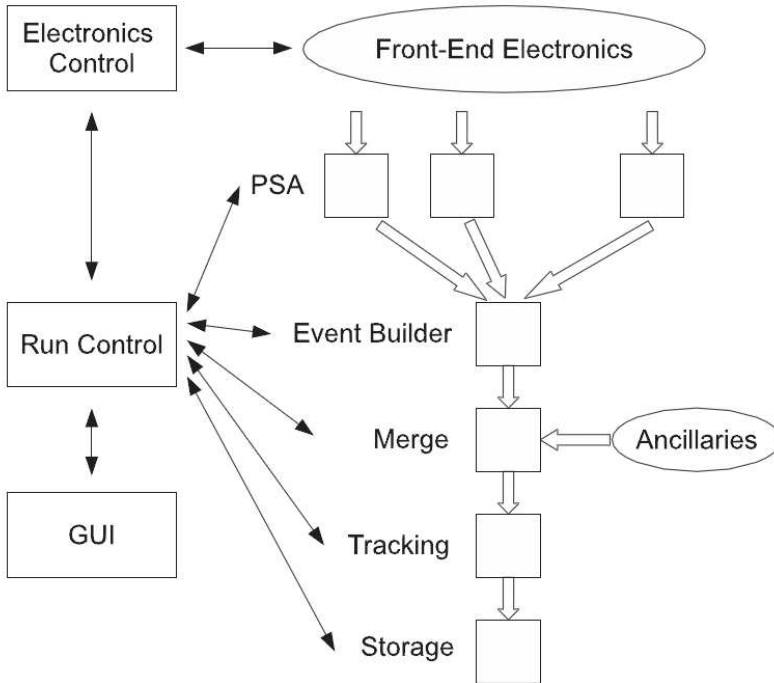 Electronics
Control
Front-End Electronics
PSA
Run Control
Event Builder
Merge
Ancillaries
GUI
Tracking
Storage